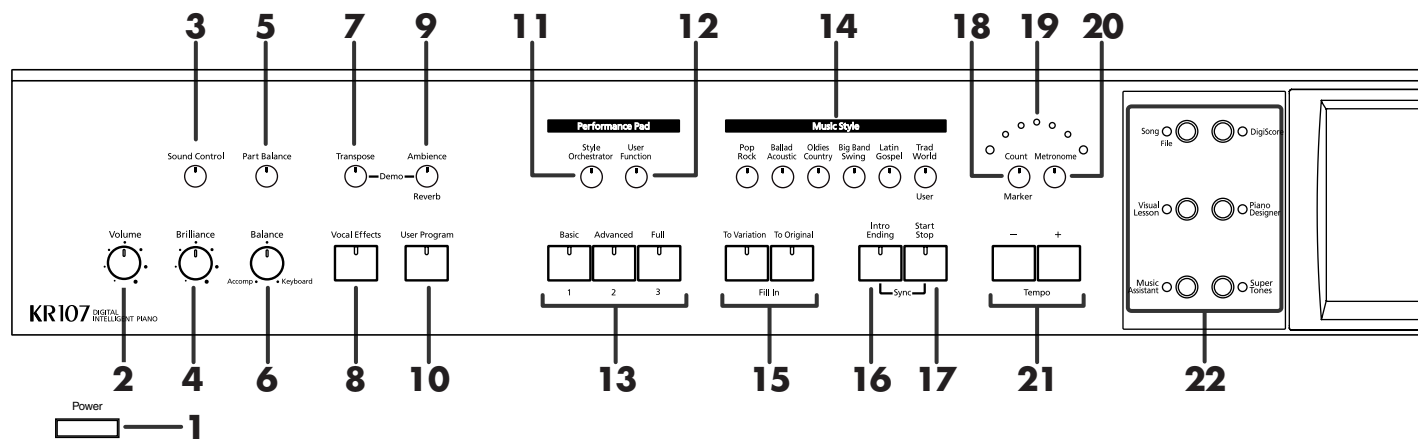 3 5 7 9 11 12 14 18 19 20
Performance Pad
Music Style
Sound Control
Part Balance
Transpose
Demo
Ambience
Reverb
Style
Orchestrator
User
Function
Pop
Rock
Ballad
Acoustic
Oldies
Country
Big Band
Swing
Latin
Gospel
Trad
World
User
Count
Marker
Metronome
Song
File
DigiScore
Visual
Lesson
Piano
Designer
Music
Assistant
Super
Tones
Volume
Brilliance
Balance
Accomp
Keyboard
Vocal Effects
User Program
Basic
1
Advanced
2
Full
3
To Variation
To Original
Fill In
Intro
Ending
Start
Stop
Sync
− +
Tempo
KR107 DIGITAL
INTELLIGENT PIANO
2 4 6 8 10 13 15 16 17 21 22
Power
1